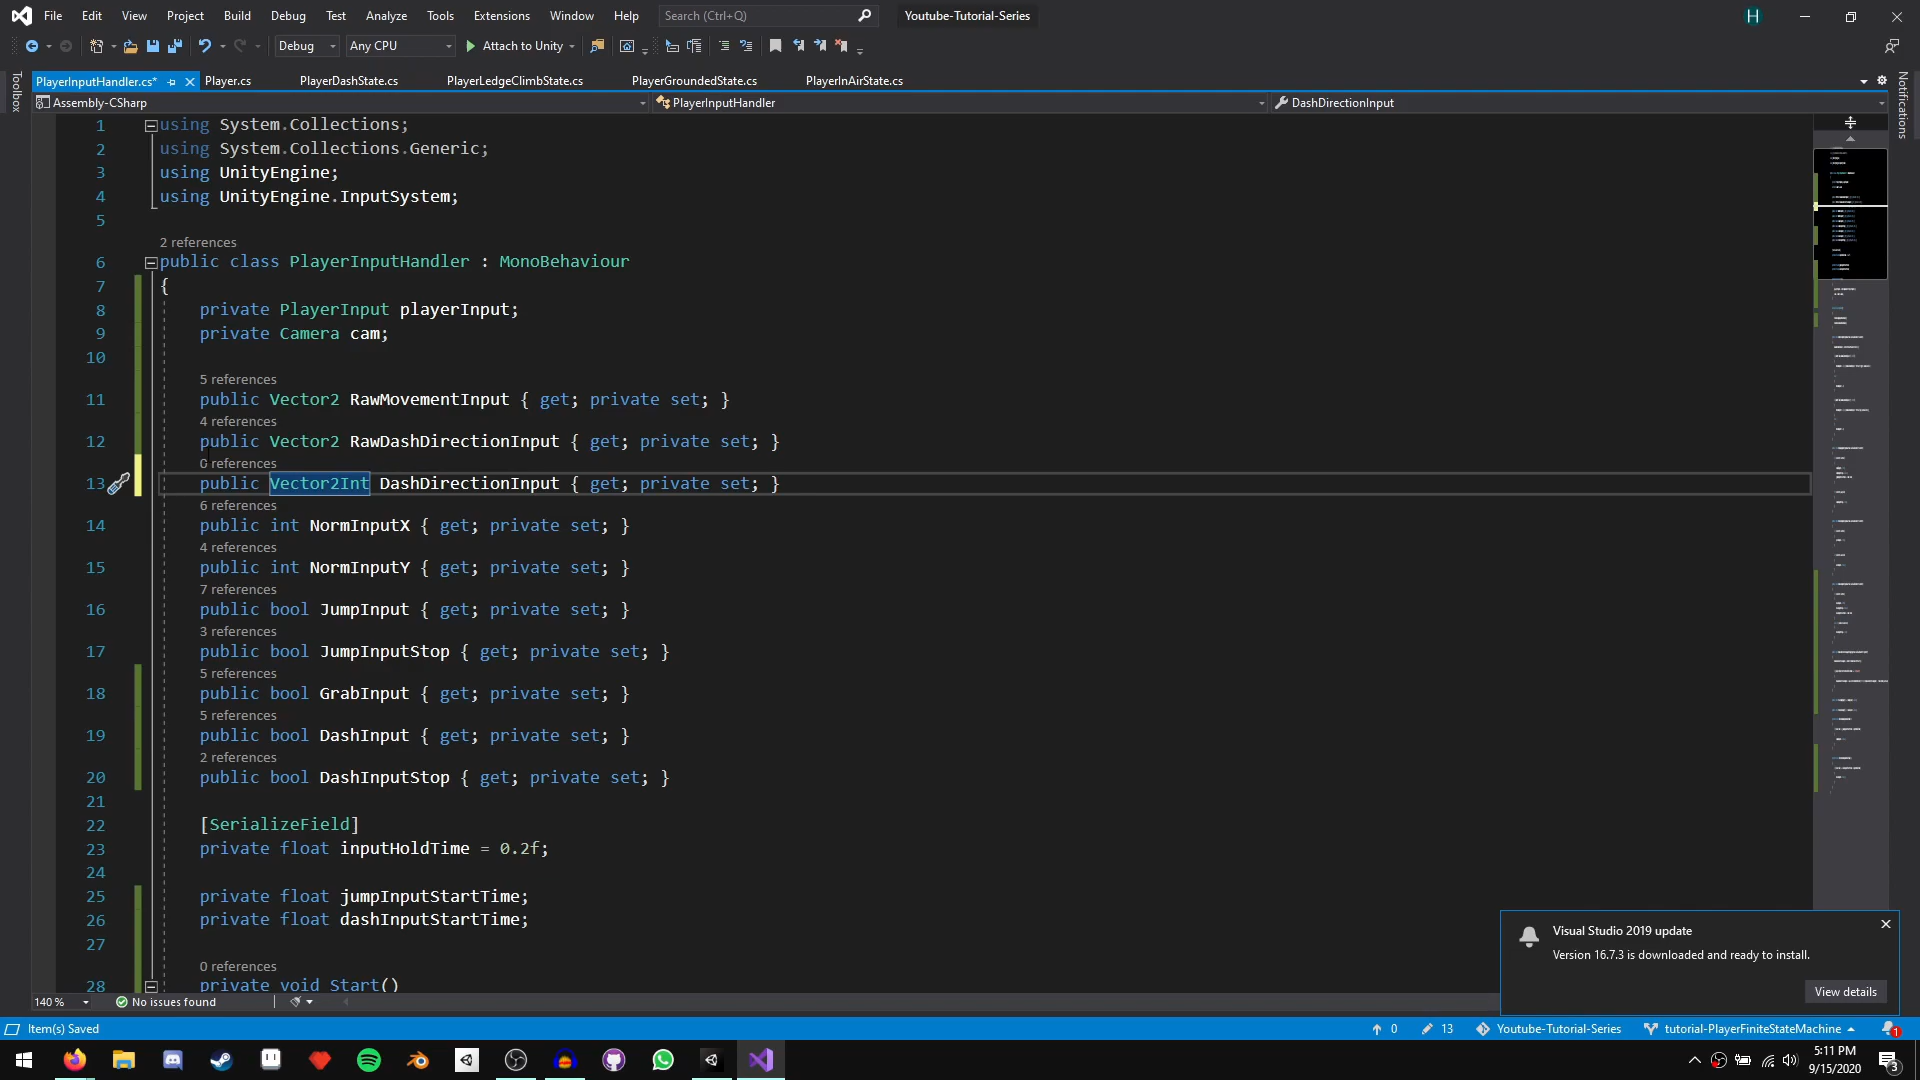 File Edit View Project Build Debug Test Analyze Tools Extensions Window Help Search (Ctrl+Q) Youtube-Tutorial-Series H
Debug Any CPU Attach to Unity
PlayerInputHandler.cs* Player.cs PlayerDashState.cs PlayerLedgeClimbState.cs PlayerGroundedState.cs PlayerInAirState.cs
Toolbox
Notifications
Assembly-CSharp PlayerInputHandler DashDirectionInput
1 using System.Collections;
2 using System.Collections.Generic;
3 using UnityEngine;
4 using UnityEngine.InputSystem;
5
2 references
6 public class PlayerInputHandler : MonoBehaviour
7 {
8 private PlayerInput playerInput;
9 private Camera cam;
10
5 references
11 public Vector2 RawMovementInput { get; private set; }
4 references
12 public Vector2 RawDashDirectionInput { get; private set; }
0 references
13 public Vector2Int DashDirectionInput { get; private set; }
6 references
14 public int NormInputX { get; private set; }
4 references
15 public int NormInputY { get; private set; }
7 references
16 public bool JumpInput { get; private set; }
3 references
17 public bool JumpInputStop { get; private set; }
5 references
18 public bool GrabInput { get; private set; }
5 references
19 public bool DashInput { get; private set; }
2 references
20 public bool DashInputStop { get; private set; }
21
22 [SerializeField]
23 private float inputHoldTime = 0.2f;
24
25 private float jumpInputStartTime;
26 private float dashInputStartTime;
27
0 references
28 private void Start()
Visual Studio 2019 update
Version 16.7.3 is downloaded and ready to install.
View details
140 % No issues found
Item(s) Saved 0 13 Youtube-Tutorial-Series tutorial-PlayerFiniteStateMachine 1
5:11 PM
9/15/2020
3